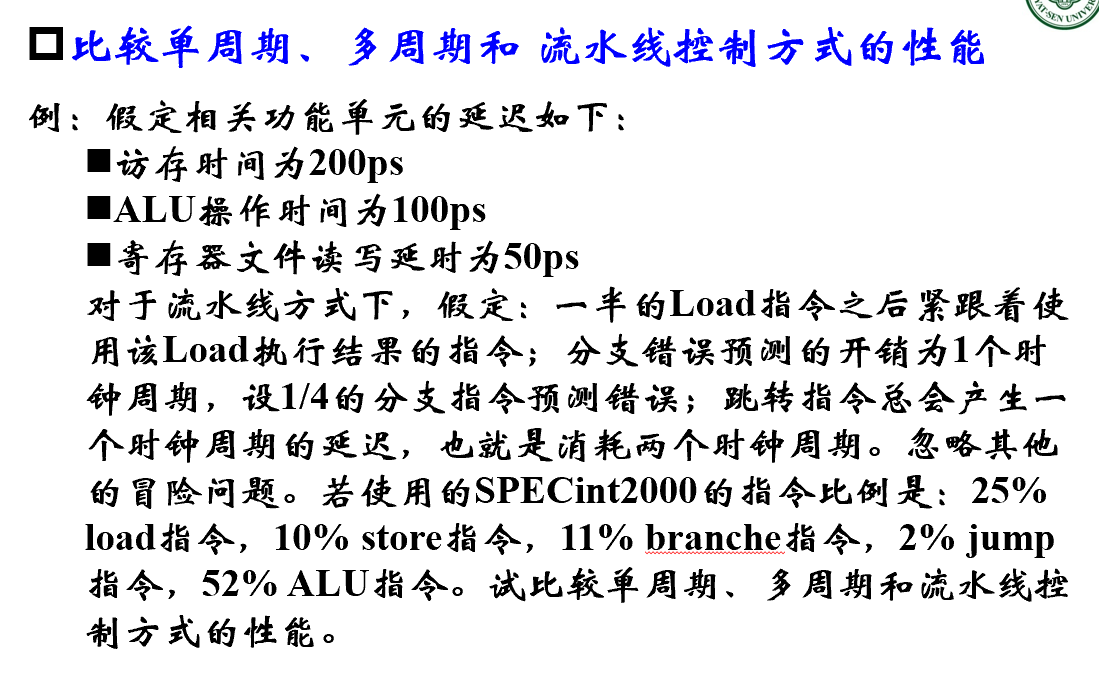 比较单周期、多周期和 流水线控制方式的性能
例：假定相关功能单元的延迟如下：
■访存时间为200ps
■ALU操作时间为100ps
■寄存器文件读写延时为50ps
对于流水线方式下，假定：一半的Load指令之后紧跟着使
用该Load执行结果的指令；分支错误预测的开销为1个时
钟周期，设1/4的分支指令预测错误；跳转指令总会产生一
个时钟周期的延迟，也就是消耗两个时钟周期。忽略其他
的冒险问题。若使用的SPECint2000的指令比例是：25%
load指令，10% store指令，11% branche指令，2% jump
指令，52% ALU指令。试比较单周期、多周期和流水线控
制方式的性能。